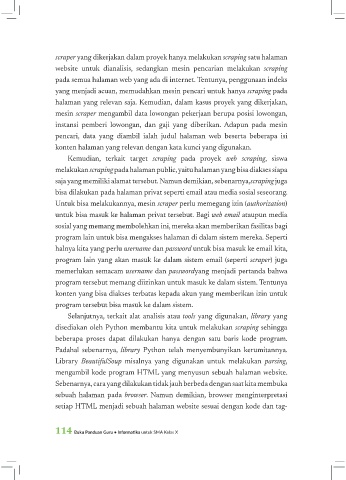 scraper yang dikerjakan dalam proyek hanya melakukan scraping satu halaman
website untuk dianalisis, sedangkan mesin pencarian melakukan scraping
pada semua halaman web yang ada di internet. Tentunya, penggunaan indeks
yang menjadi acuan, memudahkan mesin pencari untuk hanya scraping pada
halaman yang relevan saja. Kemudian, dalam kasus proyek yang dikerjakan,
mesin scraper mengambil data lowongan pekerjaan berupa posisi lowongan,
instansi pemberi lowongan, dan gaji yang diberikan. Adapun pada mesin
pencari, data yang diambil ialah judul halaman web beserta beberapa isi
konten halaman yang relevan dengan kata kunci yang digunakan.
Kemudian, terkait target scraping pada proyek web scraping, siswa
melakukan scraping pada halaman public, yaitu halaman yang bisa diakses siapa
saja yang memiliki alamat tersebut. Namun demikian, sebenarnya, scraping juga
bisa dilakukan pada halaman privat seperti email atau media sosial seseorang.
Untuk bisa melakukannya, mesin scraper perlu memegang izin (authorization)
untuk bisa masuk ke halaman privat tersebut. Bagi web email ataupun media
sosial yang memang membolehkan ini, mereka akan memberikan fasilitas bagi
program lain untuk bisa mengakses halaman di dalam sistem mereka. Seperti
halnya kita yang perlu username dan password untuk bisa masuk ke email kita,
program lain yang akan masuk ke dalam sistem email (seperti scraper) juga
memerlukan semacam username dan passwordyang menjadi pertanda bahwa
program tersebut memang diizinkan untuk masuk ke dalam sistem. Tentunya
konten yang bisa diakses terbatas kepada akun yang memberikan izin untuk
program tersebut bisa masuk ke dalam sistem.
Selanjutnya, terkait alat analisis atau tools yang digunakan, library yang
disediakan oleh Python membantu kita untuk melakukan scraping sehingga
beberapa proses dapat dilakukan hanya dengan satu baris kode program.
Padahal sebenarnya, library Python telah menyembunyikan kerumitannya.
Library BeautifulSoup misalnya yang digunakan untuk melakukan parsing,
mengambil kode program HTML yang menyusun sebuah halaman website.
Sebenarnya, cara yang dilakukan tidak jauh berbeda dengan saat kita membuka
sebuah halaman pada browser. Namun demikian, browser menginterpretasi
setiap HTML menjadi sebuah halaman website sesuai dengan kode dan tag-
114 Buku Panduan Guru • Informatika untuk SMA Kelas X